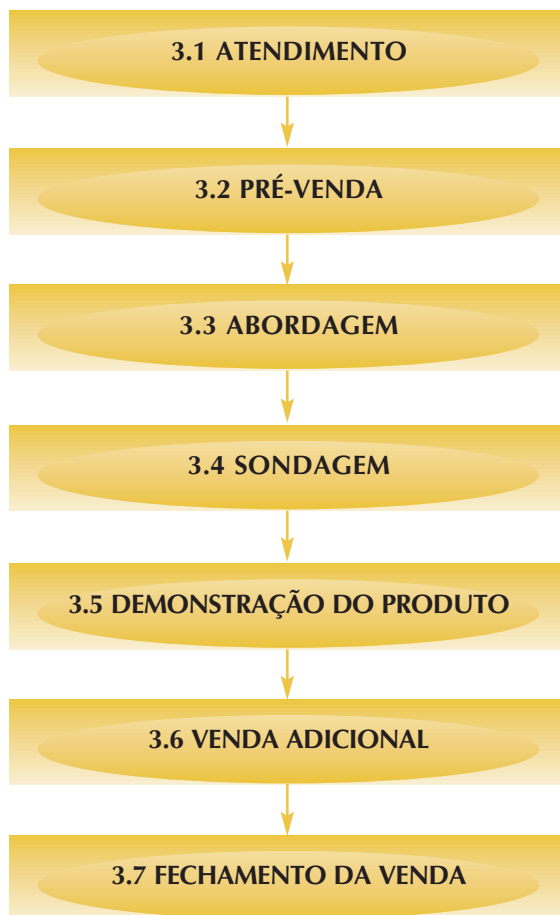 3.1 ATENDIMENTO
3.2 PRÉ-VENDA
3.3 ABORDAGEM
3.4 SONDAGEM
3.5 DEMONSTRAÇÃO DO PRODUTO
3.6 VENDA ADICIONAL
3.7 FECHAMENTO DA VENDA